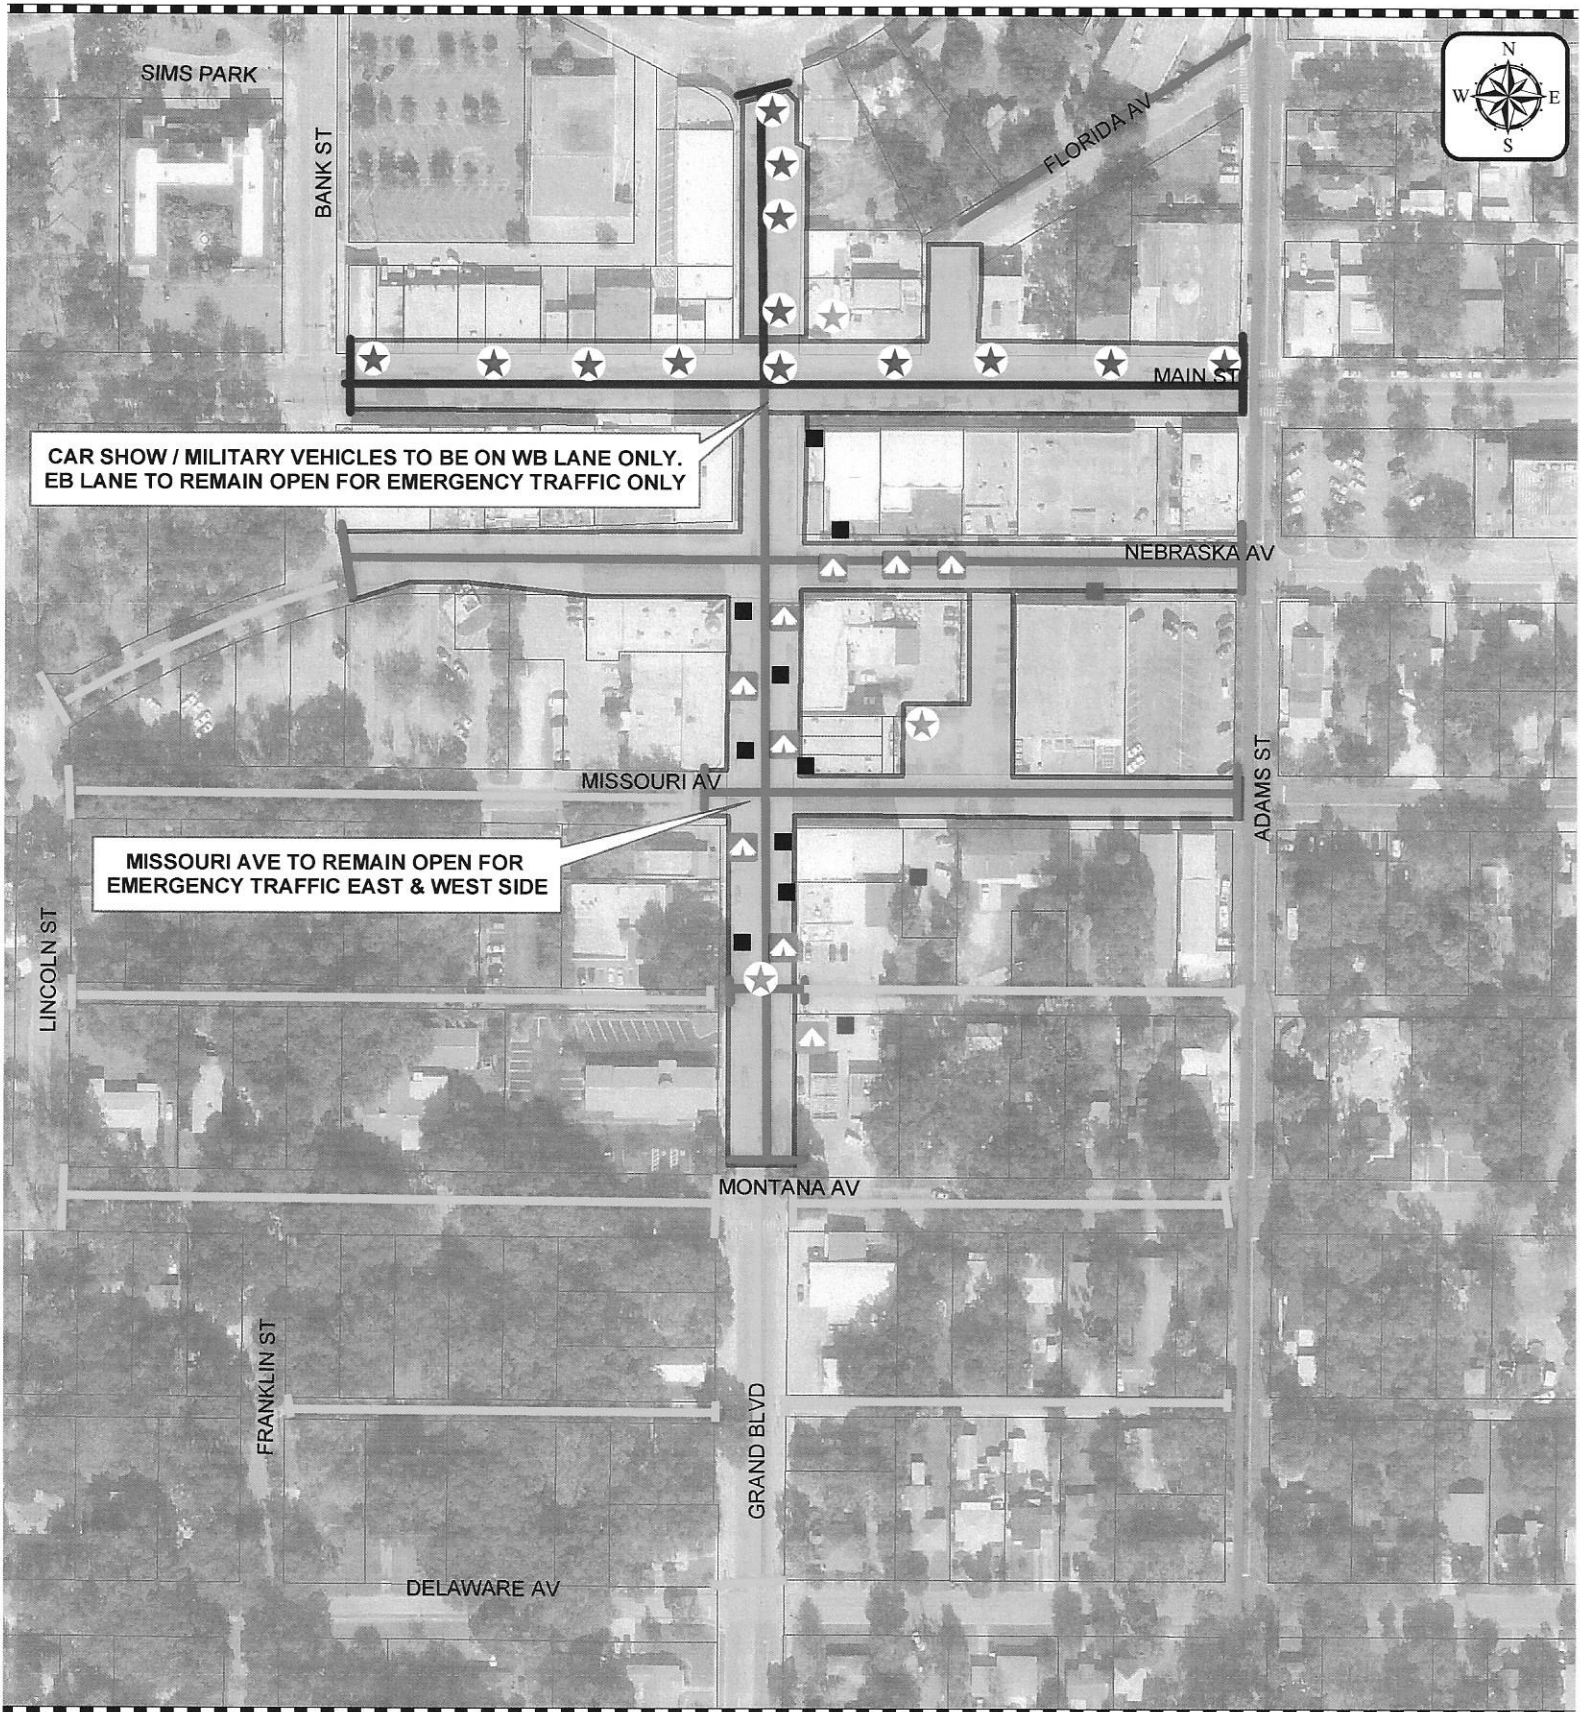 SIMS PARK
N
W E
S
BANK ST
FLORIDA AV
MAIN ST
CAR SHOW / MILITARY VEHICLES TO BE ON WB LANE ONLY.
EB LANE TO REMAIN OPEN FOR EMERGENCY TRAFFIC ONLY
NEBRASKA AV
MISSOURI AV
ADAMS ST
MISSOURI AVE TO REMAIN OPEN FOR
EMERGENCY TRAFFIC EAST & WEST SIDE
LINCOLN ST
MONTANA AV
FRANKLIN ST
GRAND BLVD
DELAWARE AV